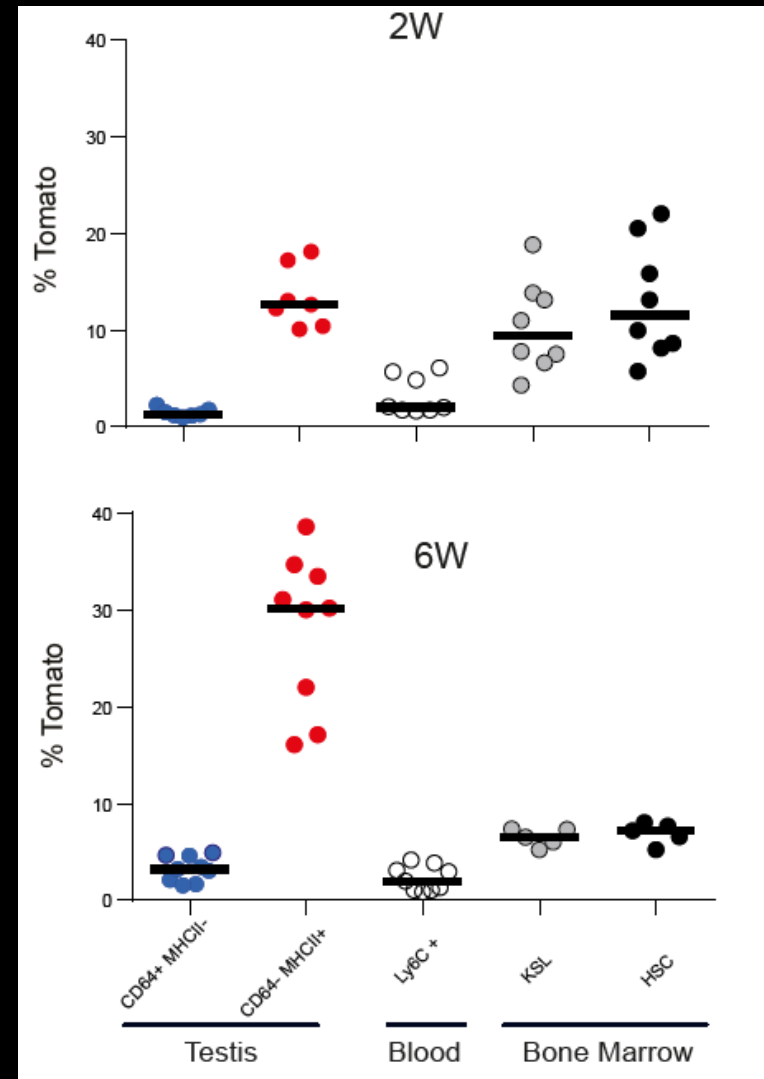 2W
40
30
20
10
0
% Tomato
6W
40
30
20
10
0
% Tomato
CD64+ MHCII-
CD64- MHCII+
Ly6C +
KSL
HSC
Testis
Blood
Bone Marrow